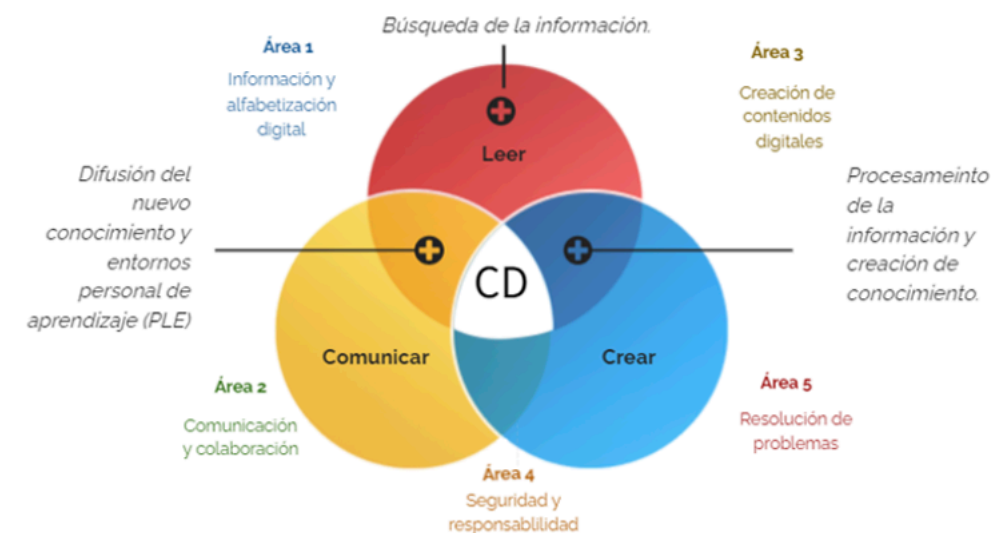 Búsqueda de la información.
Área 1
Información y
alfabetización
digital
Área 3
Creación de
contenidos
digitales
Leer
Difusión del
nuevo
conocimiento y
entornos
personal de
aprendizaje (PLE)
Procesameinto
de la
información y
creación de
conocimiento.
CD
Comunicar
Crear
Área 2
Comunicación
y colaboración
Área 5
Resolución de
problemas
Área 4
Seguridad y
responsablilidad